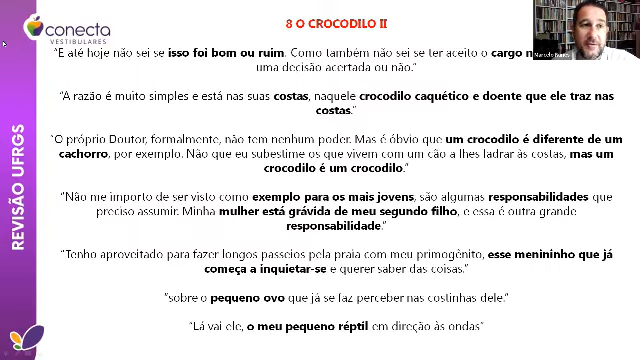 conecta
VESTIBULARES
REVISÃO UFRGS
8 O CROCODILO II
Marcelo Nunes
"E até hoje não sei se isso foi bom ou ruim. Como também não sei se ter aceito o cargo
uma decisão acertada ou não."
"A razão é muito simples e está nas suas costas, naquele crocodilo caquético e doente que ele traz nas
costas."
"O próprio Doutor, formalmente, não tem nenhum poder. Mas é óbvio que um crocodilo é diferente de um
cachorro, por exemplo. Não que eu subestime os que vivem com um cão a lhes ladrar às costas, mas um
crocodilo é um crocodilo."
"Não me importo de ser visto como exemplo para os mais jovens, são algumas responsabilidades que
preciso assumir. Minha mulher está grávida de meu segundo filho, e essa é outra grande
responsabilidade."
"Tenho aproveitado para fazer longos passeios pela praia com meu primogênito, esse menininho que já
começa a inquietar-se e querer saber das coisas."
"sobre o pequeno ovo que já se faz perceber nas costinhas dele."
"Lá vai ele, o meu pequeno réptil em direção às ondas"